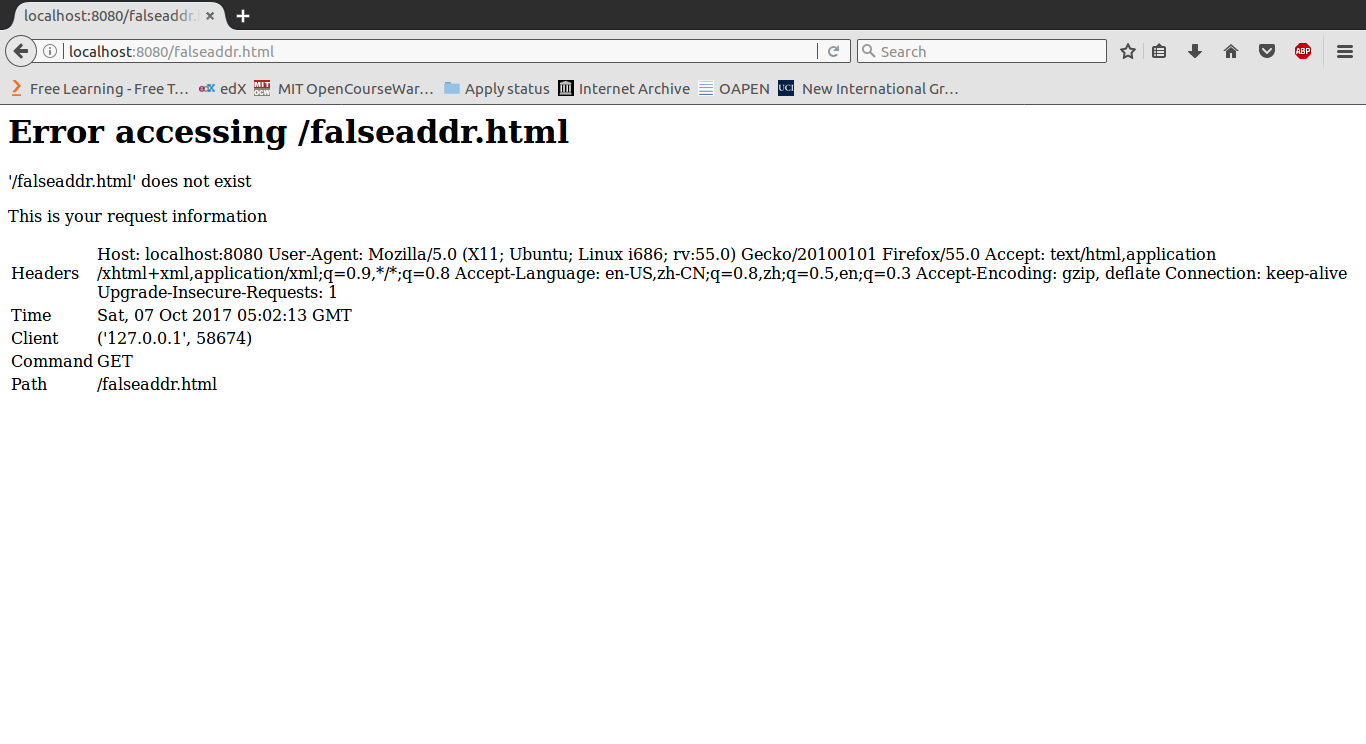 localhost:8080/falseaddr.
localhost:8080/falseaddr.html
Search
ABP
Free Learning - Free T…
edX
edX
MIT
OCW
MIT OpenCourseWar…
Apply status
Internet Archive
OAPEN
UCI
New International Gr…
Error accessing /falseaddr.html
'/falseaddr.html' does not exist
This is your request information
Headers
Host: localhost:8080 User-Agent: Mozilla/5.0 (X11; Ubuntu; Linux i686; rv:55.0) Gecko/20100101 Firefox/55.0 Accept: text/html,application
/xhtml+xml,application/xml;q=0.9,*/*;q=0.8 Accept-Language: en-US,zh-CN;q=0.8,zh;q=0.5,en;q=0.3 Accept-Encoding: gzip, deflate Connection: keep-alive
Upgrade-Insecure-Requests: 1
Time Sat, 07 Oct 2017 05:02:13 GMT
Client ('127.0.0.1', 58674)
Command GET
Path /falseaddr.html